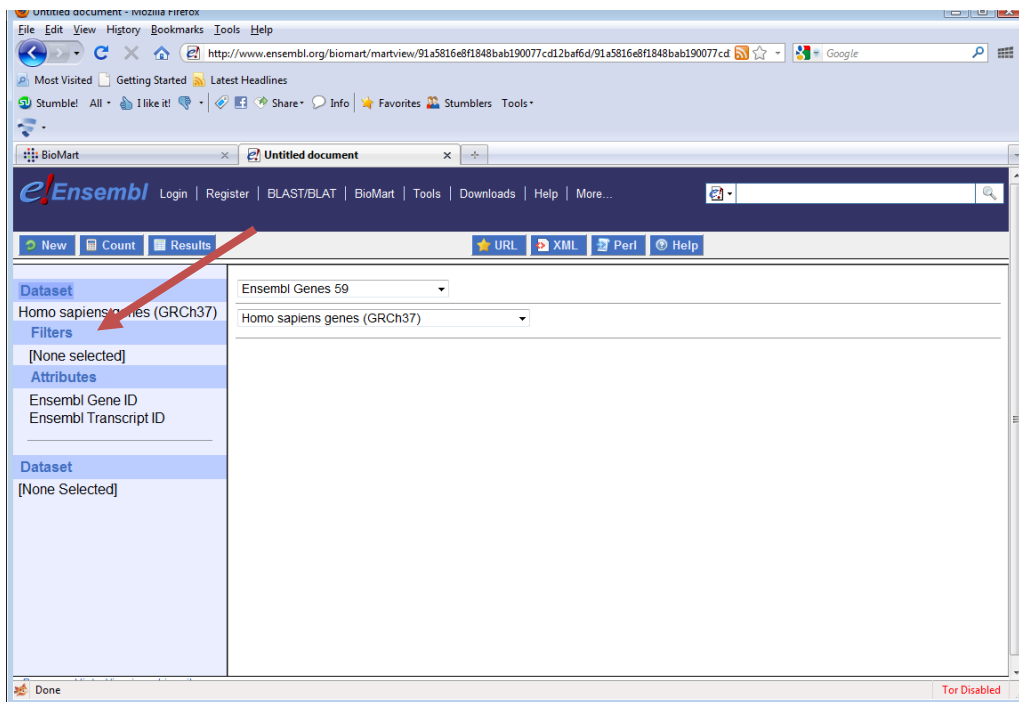 Untitled document - Mozilla Firefox
File Edit View History Bookmarks Tools Help
http://www.ensembl.org/biomart/martview/91a5816e8f1848bab190077cd12baf6d/91a5816e8f1848bab190077cd
Google
Most Visited Getting Started Latest Headlines
Stumble! All I like it! Share Info Favorites Stumblers Tools
BioMart
Untitled document
e!Ensembl Login | Register | BLAST/BLAT | BioMart | Tools | Downloads | Help | More...
New Count Results URL XML Perl Help
Dataset
Homo sapiens genes (GRCh37)
Filters
[None selected]
Attributes
Ensembl Gene ID
Ensembl Transcript ID
Dataset
[None Selected]
Ensembl Genes 59
Homo sapiens genes (GRCh37)
Done
Tor Disabled